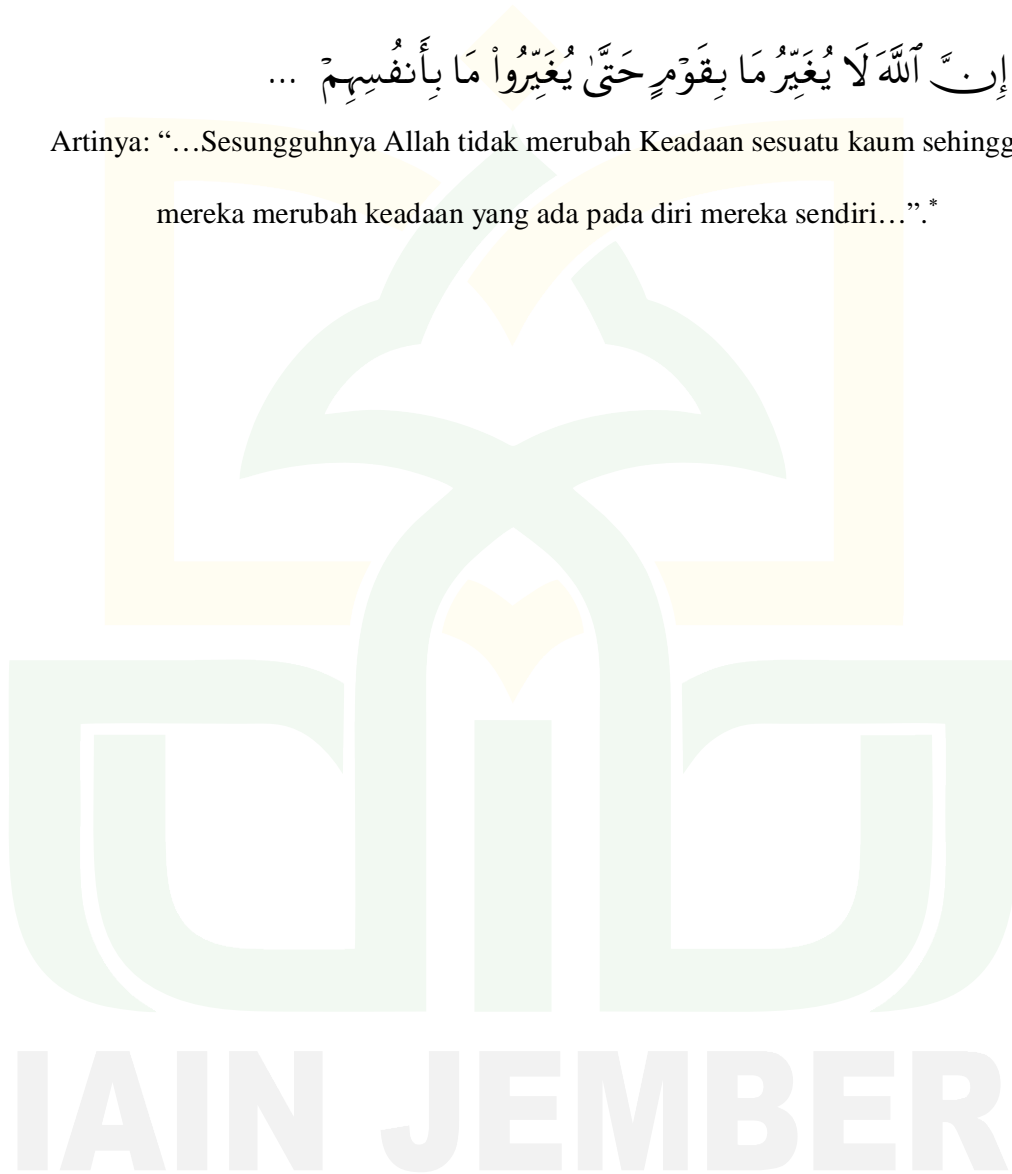 إِنَّ ٱللَّهَ لَا يُغَيِّرُ مَا بِقَوْمٍ حَتَّىٰ يُغَيِّرُوا۟ مَا بِأَنفُسِهِمْ ...
Artinya: “…Sesungguhnya Allah tidak merubah Keadaan sesuatu kaum sehingg
mereka merubah keadaan yang ada pada diri mereka sendiri…”.*
IAIN JEMBER